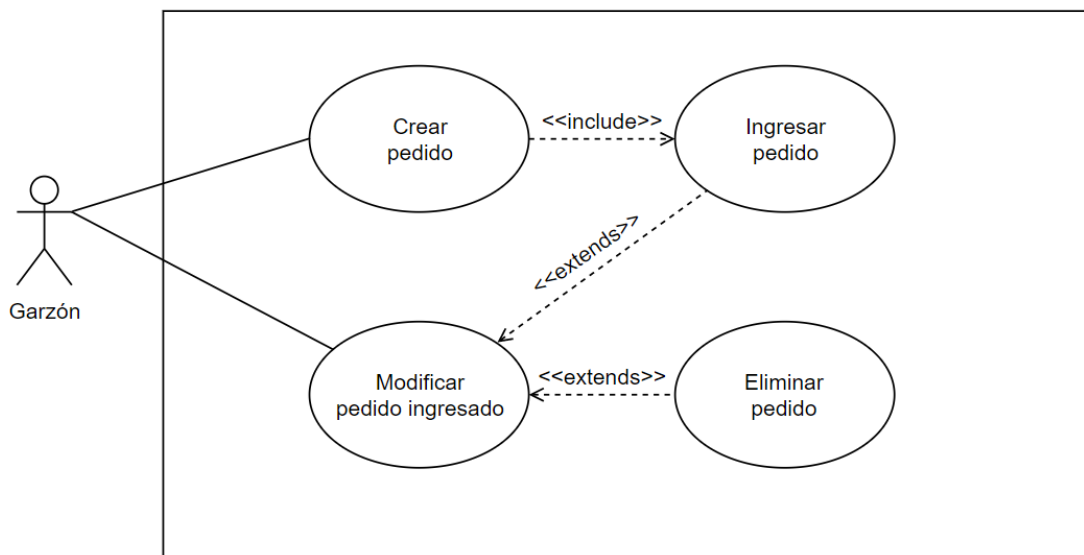 Crear
pedido
<<include>>
Ingresar
pedido
<<extends>>
Garzón
Modificar
pedido ingresado
<<extends>>
Eliminar
pedido